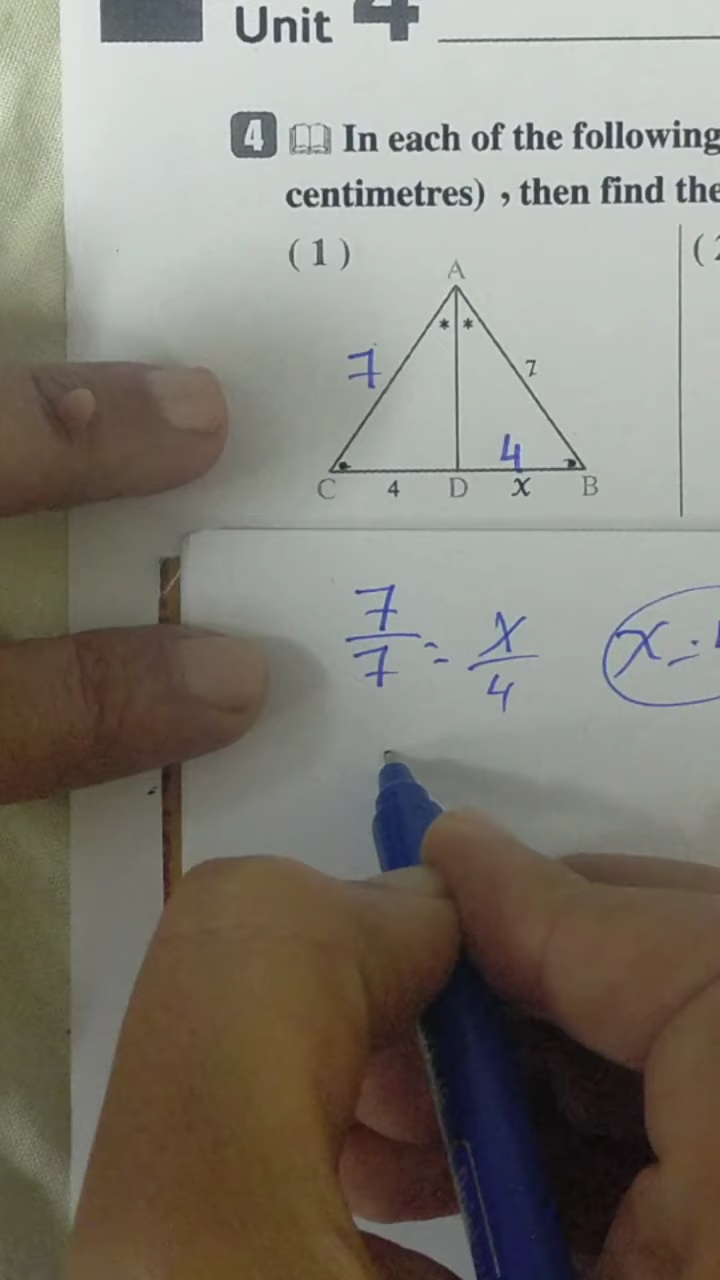 Unit 4
4 In each of the following
centimetres) , then find the
( 1 )
(
A
* *
7 7
4
C 4 D x B
7/7 = x/4 x =